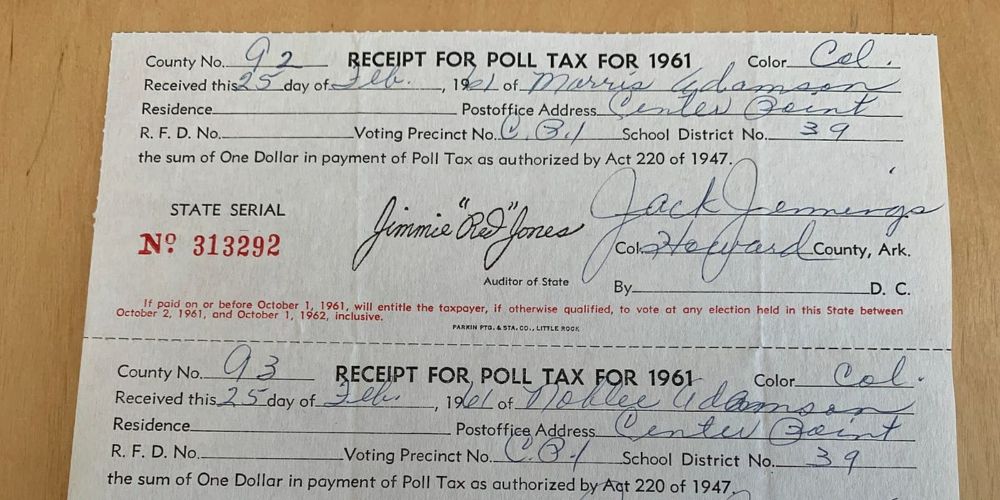 County No. 92 RECEIPT FOR POLL TAX FOR 1961 Color Col.
Received this 25 day of Feb. , 1961 of Morris Adamson
Residence Postoffice Address Center Point
R. F. D. No. Voting Precinct No. C.P.1 School District No. 39
the sum of One Dollar in payment of Poll Tax as authorized by Act 220 of 1947.
STATE SERIAL
Nº 313292
Jimmie "Red" Jones
Auditor of State
Jack Jennings
Col. Howard County, Ark.
By D. C.
If paid on or before October 1, 1961, will entitle the taxpayer, if otherwise qualified, to vote at any election held in this State between
October 2, 1961, and October 1, 1962, inclusive.
PARKIN PTG. & STA. CO., LITTLE ROCK
County No. 93 RECEIPT FOR POLL TAX FOR 1961 Color Col.
Received this 25 day of Feb. , 1961 of Noblee Adamson
Residence Postoffice Address Center Point
R. F. D. No. Voting Precinct No. C.P.1 School District No. 39
the sum of One Dollar in payment of Poll Tax as authorized by Act 220 of 1947.